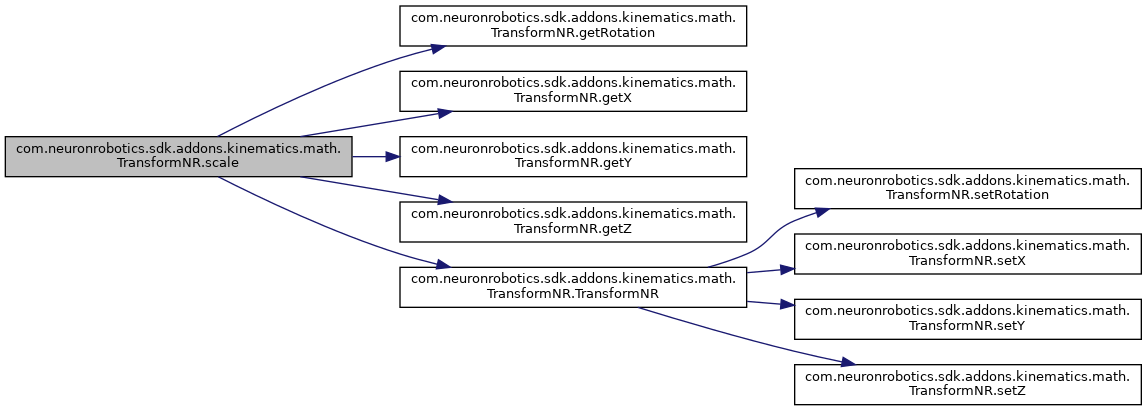 com.neuronrobotics.sdk.addons.kinematics.math.
TransformNR.scale
com.neuronrobotics.sdk.addons.kinematics.math.
TransformNR.getRotation
com.neuronrobotics.sdk.addons.kinematics.math.
TransformNR.getX
com.neuronrobotics.sdk.addons.kinematics.math.
TransformNR.getY
com.neuronrobotics.sdk.addons.kinematics.math.
TransformNR.getZ
com.neuronrobotics.sdk.addons.kinematics.math.
TransformNR.TransformNR
com.neuronrobotics.sdk.addons.kinematics.math.
TransformNR.setRotation
com.neuronrobotics.sdk.addons.kinematics.math.
TransformNR.setX
com.neuronrobotics.sdk.addons.kinematics.math.
TransformNR.setY
com.neuronrobotics.sdk.addons.kinematics.math.
TransformNR.setZ